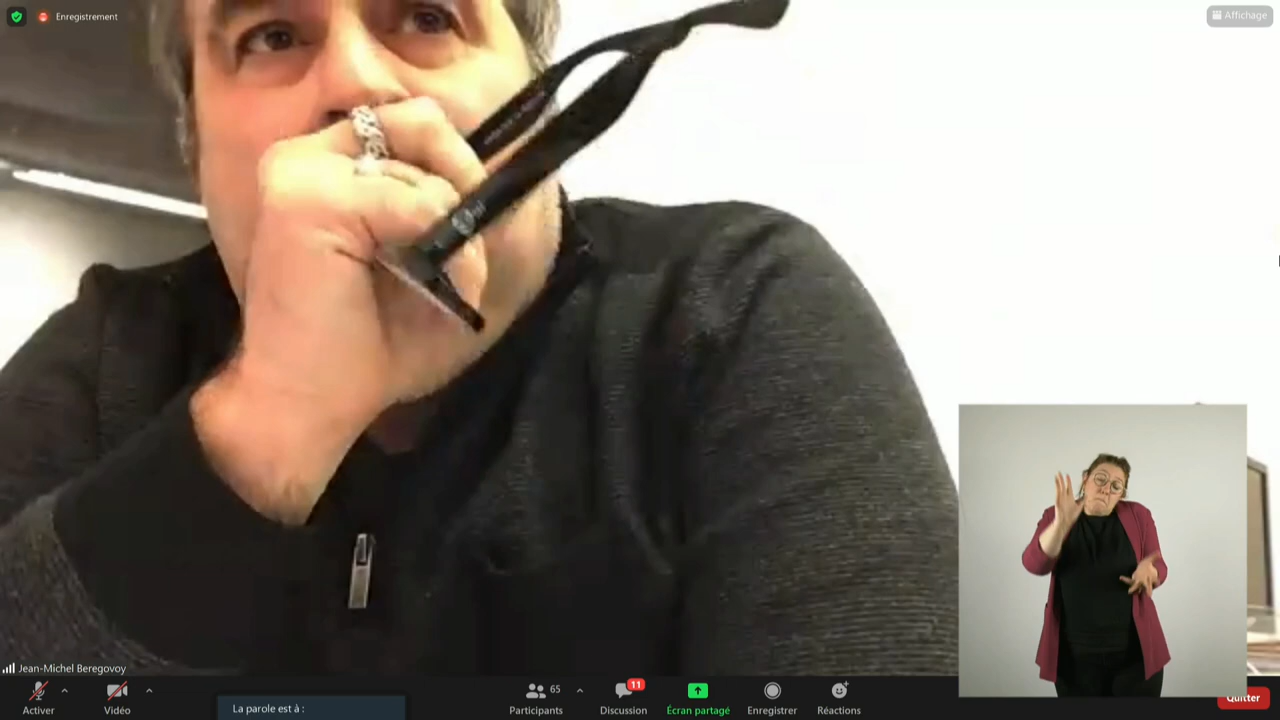 Enregistrement
Affichage
Jean-Michel Beregovoy
Activer
Vidéo
La parole est à :
65
Participants
11
Discussion
Écran partagé
Enregistrer
Réactions
Quitter